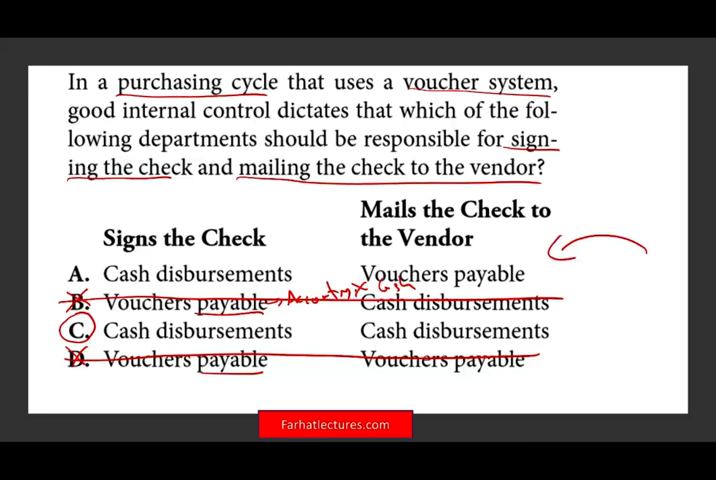 In a purchasing cycle that uses a voucher system,
good internal control dictates that which of the fol-
lowing departments should be responsible for sign-
ing the check and mailing the check to the vendor?
Signs the Check
Mails the Check to
the Vendor
A. Cash disbursements Vouchers payable
B. Vouchers payable Cash disbursements
C. Cash disbursements Cash disbursements
D. Vouchers payable Vouchers payable
Farhatlectures.com